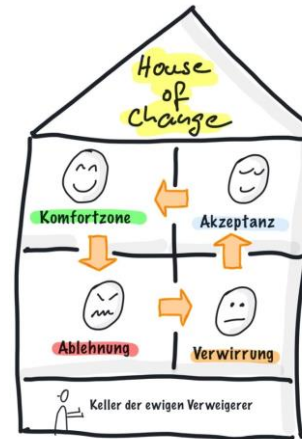 House
of
Change
Komfortzone
Akzeptanz
Ablehnung
Verwirrung
Keller der ewigen Verweigerer